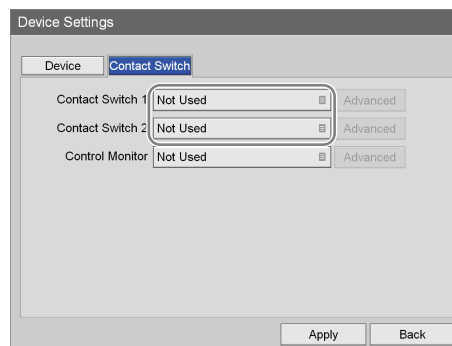 Device Settings
Device Contact Switch
Contact Switch 1 Not Used Advanced
Contact Switch 2 Not Used Advanced
Control Monitor Not Used Advanced
Apply Back